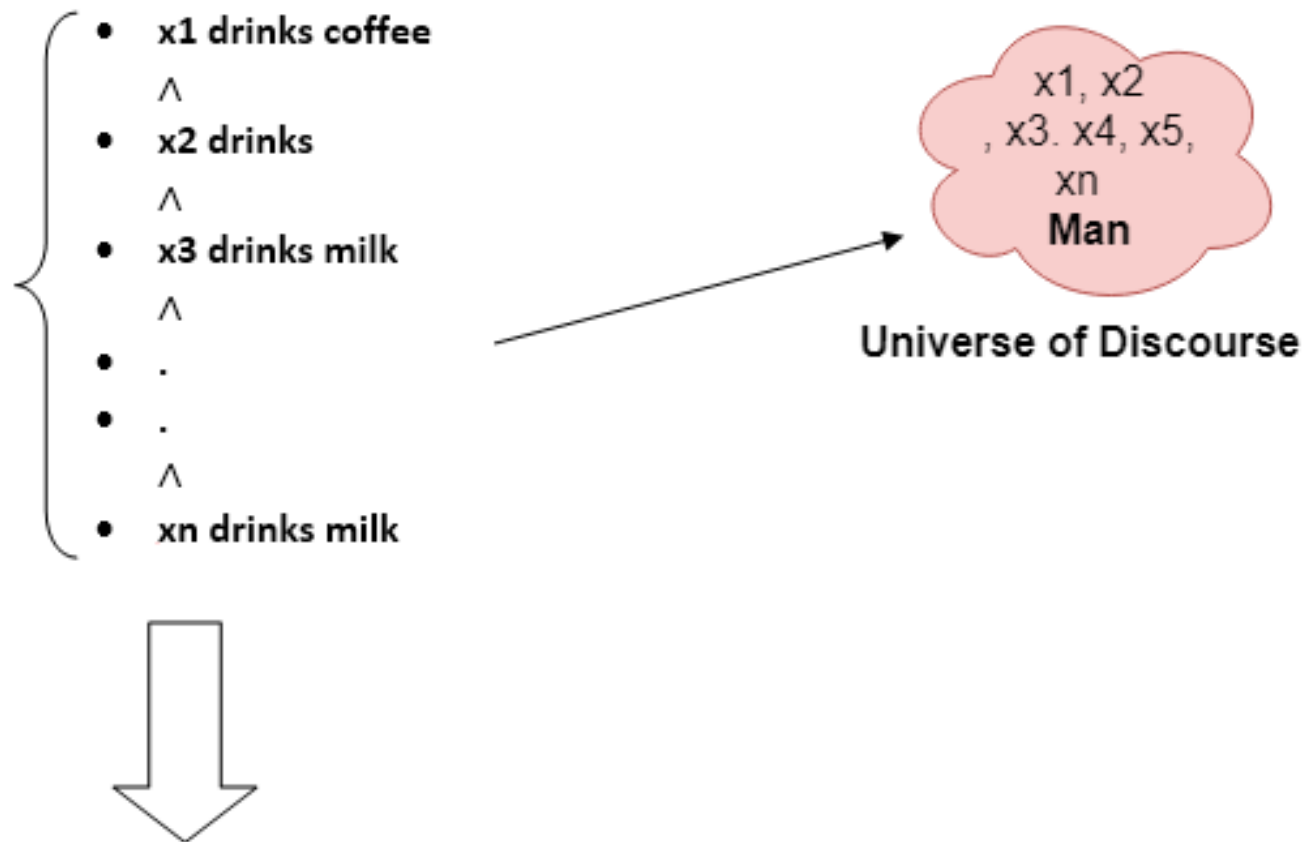 • x1 drinks coffee
∧
• x2 drinks
∧
• x3 drinks milk
∧
• .
• .
∧
• xn drinks milk
x1, x2
, x3. x4, x5,
xn
Man
Universe of Discourse